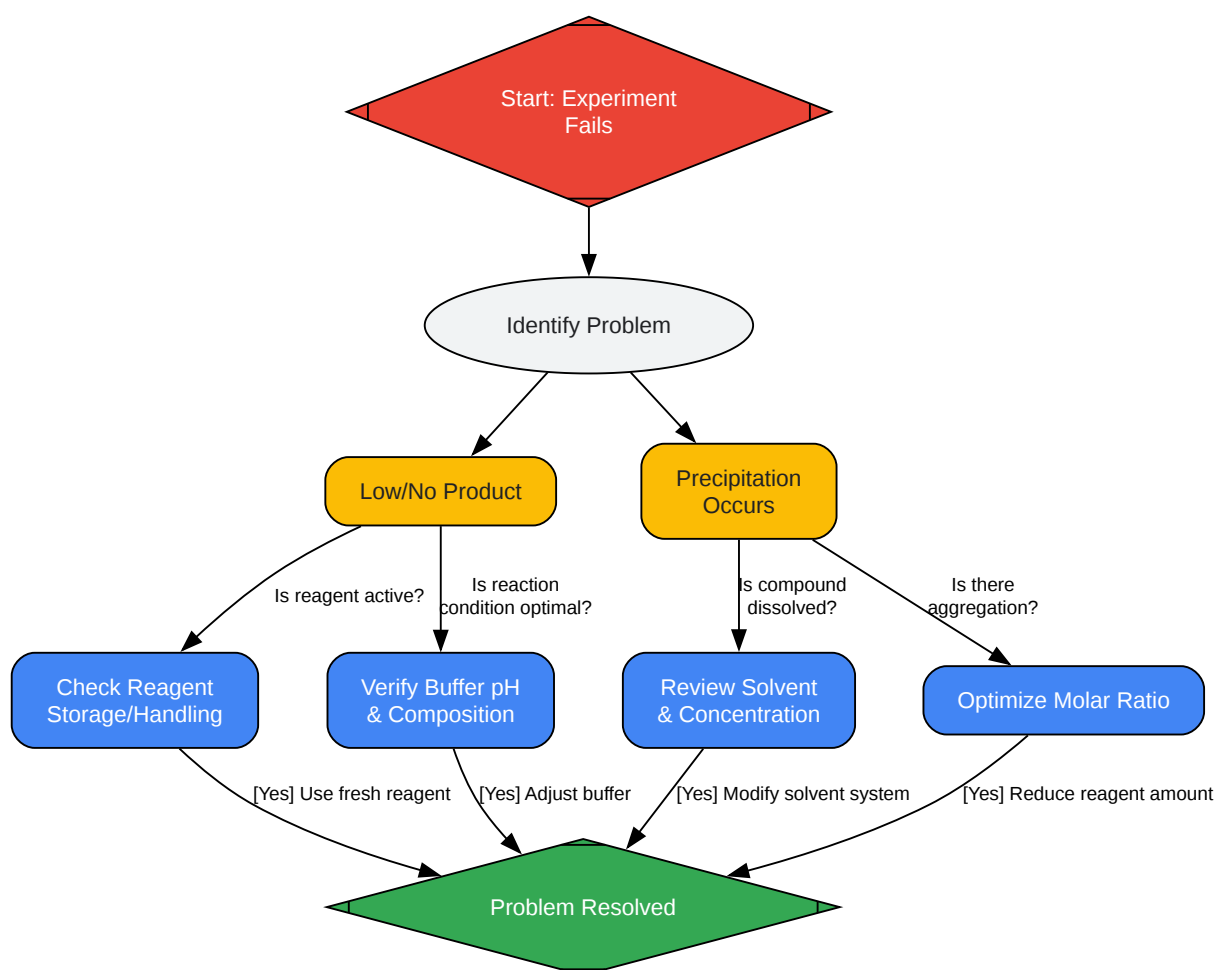 Start: Experiment
Fails
Identify Problem
Low/No Product
Precipitation
Occurs
Is reagent active?
Is reaction
condition optimal?
Is compound
dissolved?
Is there
aggregation?
Check Reagent
Storage/Handling
Verify Buffer pH
& Composition
Review Solvent
& Concentration
Optimize Molar Ratio
[Yes] Use fresh reagent
[Yes] Adjust buffer
[Yes] Modify solvent system
[Yes] Reduce reagent amount
Problem Resolved